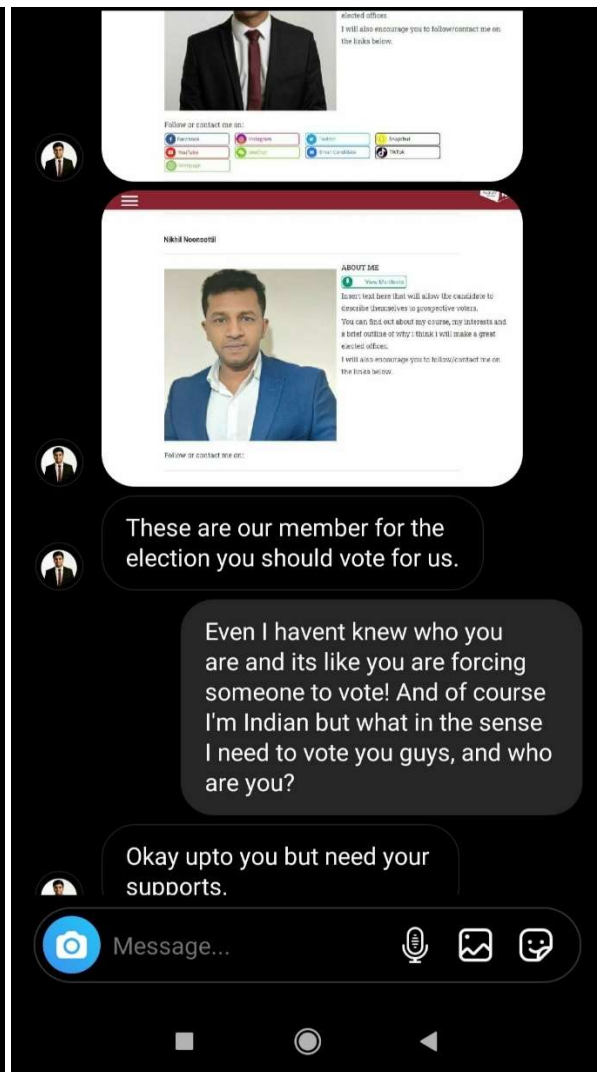 elected offices.
I will also encourage you to follow/contact me on
the links below.
Follow or contact me on:
Facebook
Instagram
Twitter
Snapchat
YouTube
WeChat
Email Candidate
TikTok
Nikhil
ABOUT ME
View Manifesto
Insert text here that will allow the candidate to
describe themselves to prospective voters.
You can find out about my course, my interests and
a brief outline of why i think i will make a great
elected offices.
I will also encourage you to follow/contact me on
the links below.
Follow or contact me on:
These are our member for the
election you should vote for us.
Even I havent knew who you
are and its like you are forcing
someone to vote! And of course
I'm Indian but what in the sense
I need to vote you guys, and who
are you?
Okay upto you but need your
supports.
Message...